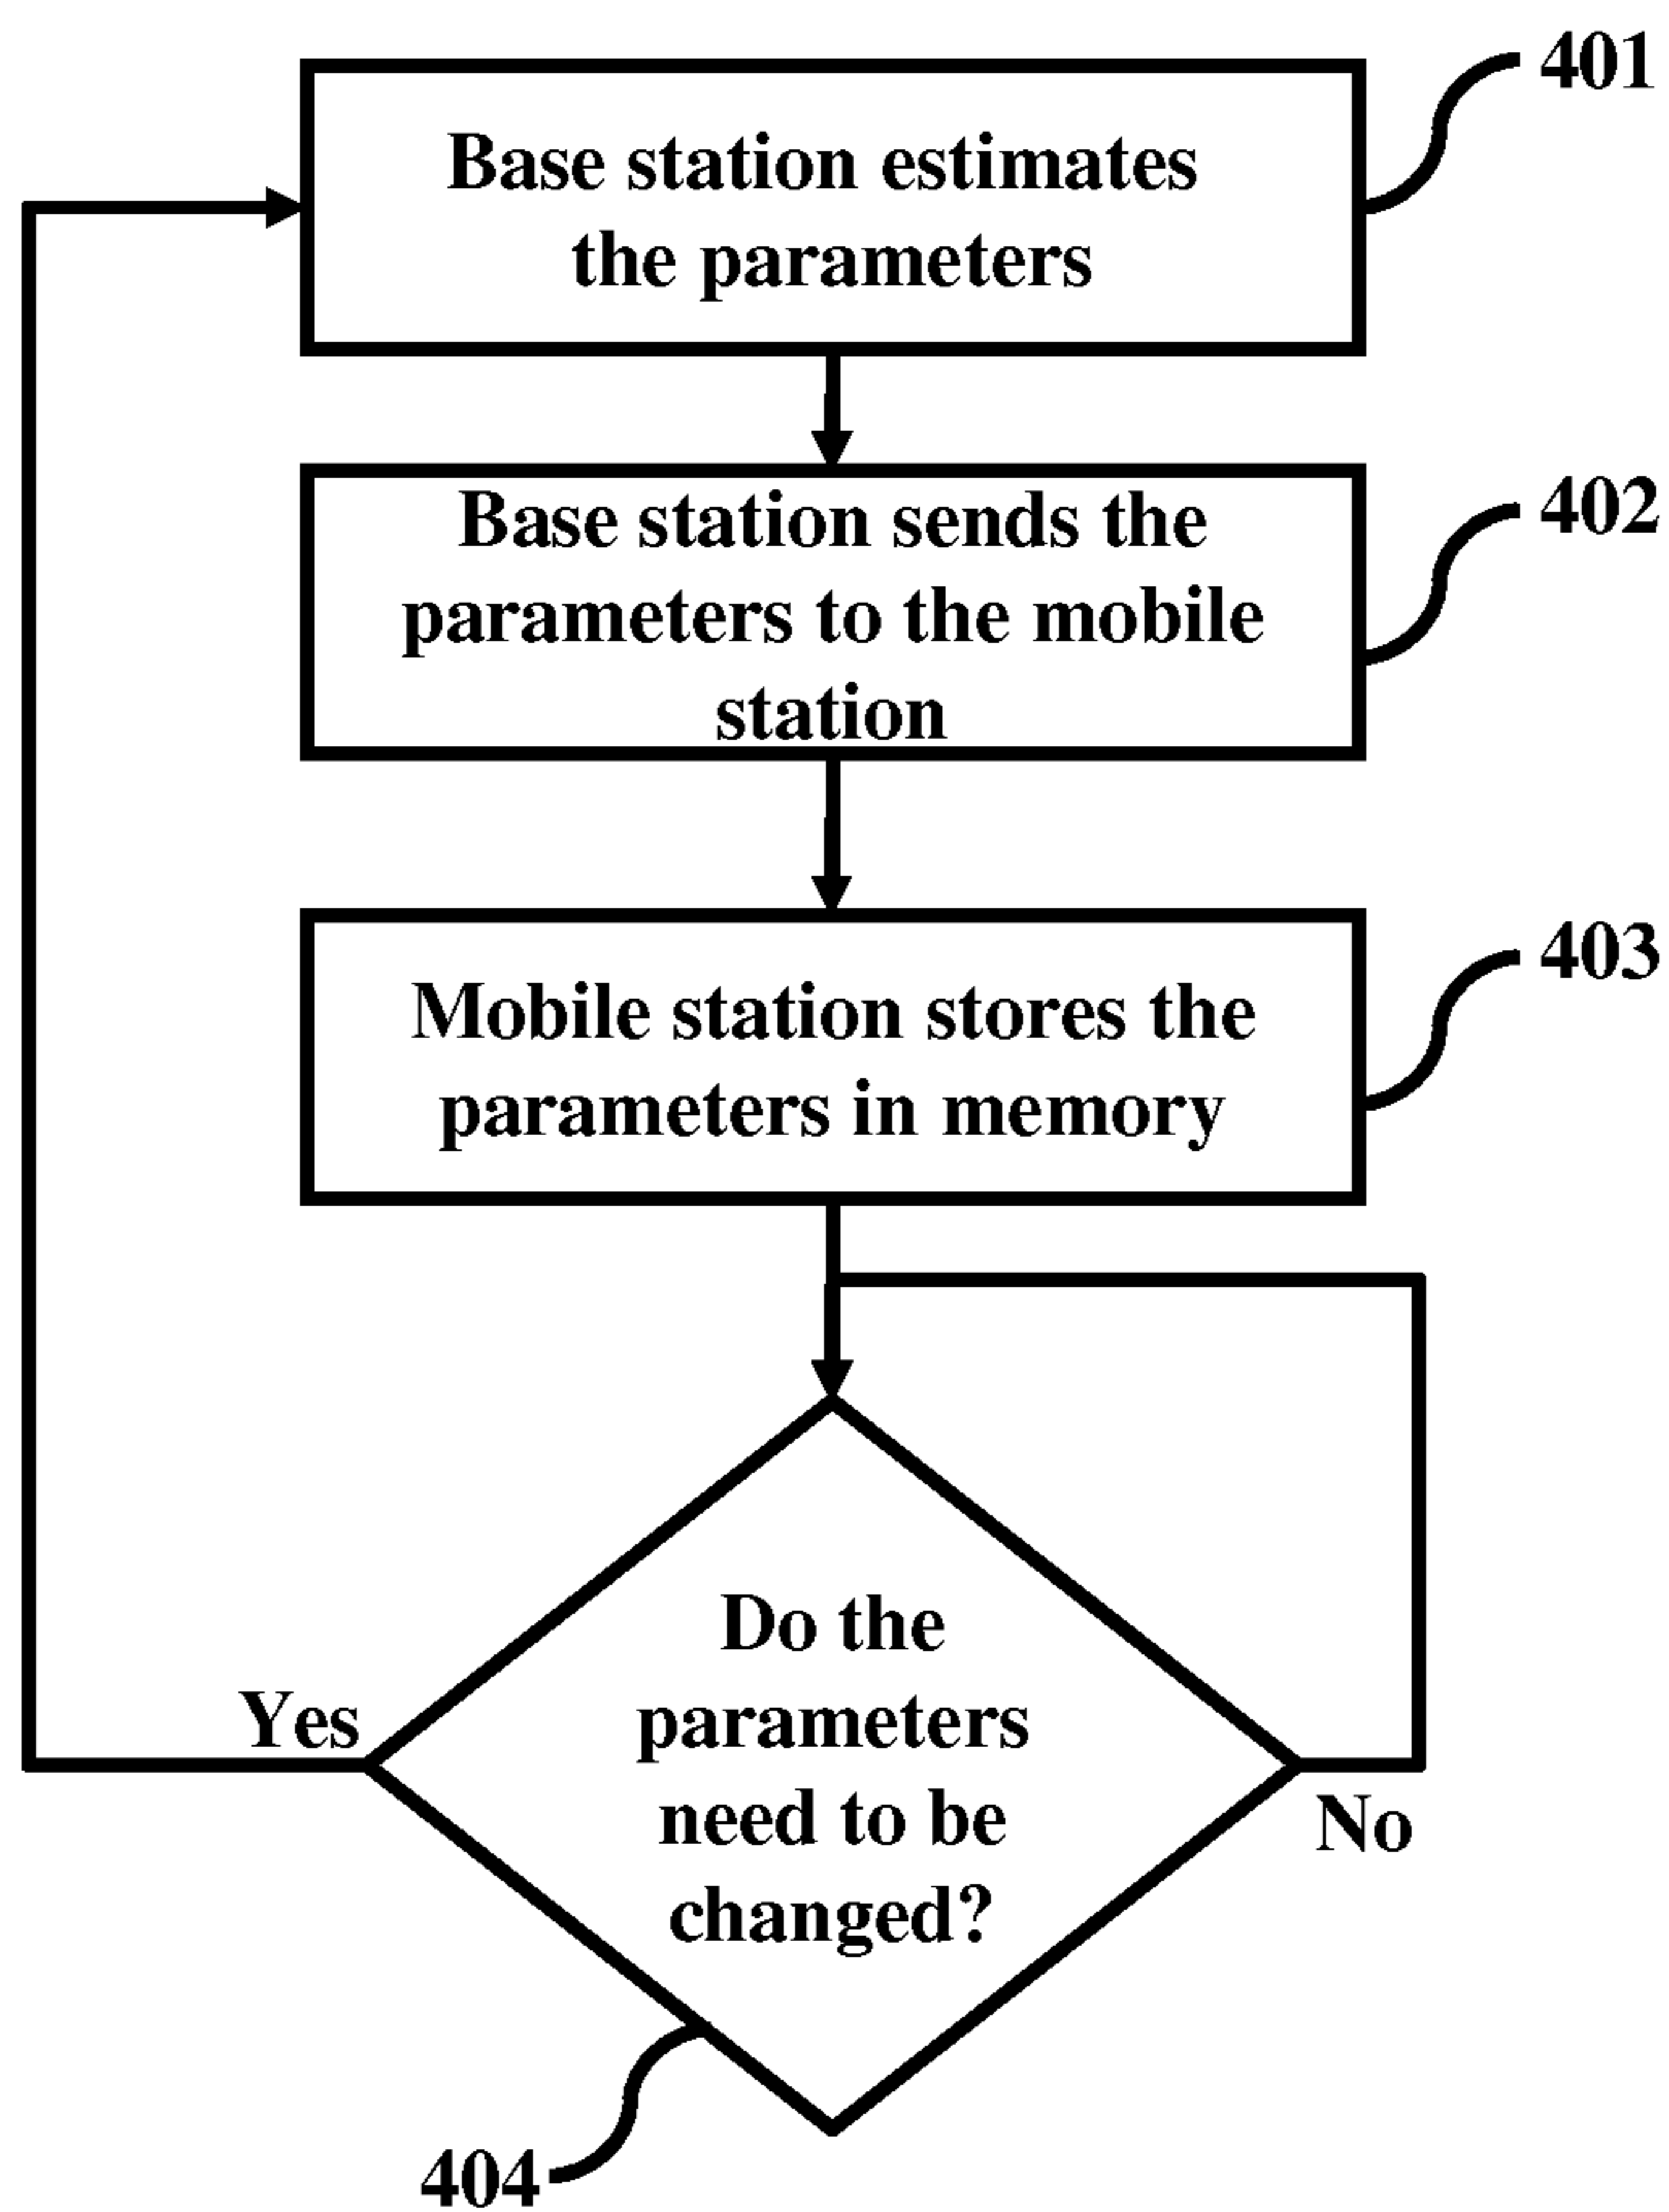 401
Base station estimates
the parameters
402
Base station sends the
parameters to the mobile
station
403
Mobile station stores the
parameters in memory
Do the
parameters
need to be
changed?
Yes
No
404